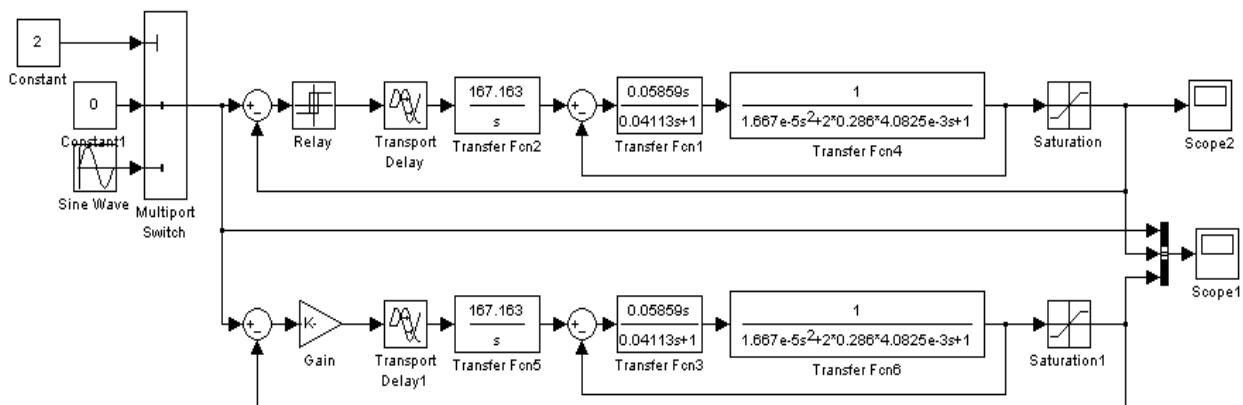 2
Constant
0
Constant1
Sine Wave
Multiport
Switch
Relay
Transport
Delay
167.163
s
Transfer Fcn2
0.05859s
0.04113s+1
Transfer Fcn1
1
1.667e-5s²+2*0.286*4.0825e-3s+1
Transfer Fcn4
Saturation
Scope2
Scope1
K-
Gain
Transport
Delay1
167.163
s
Transfer Fcn5
0.05859s
0.04113s+1
Transfer Fcn3
1
1.667e-5s²+2*0.286*4.0825e-3s+1
Transfer Fcn6
Saturation1